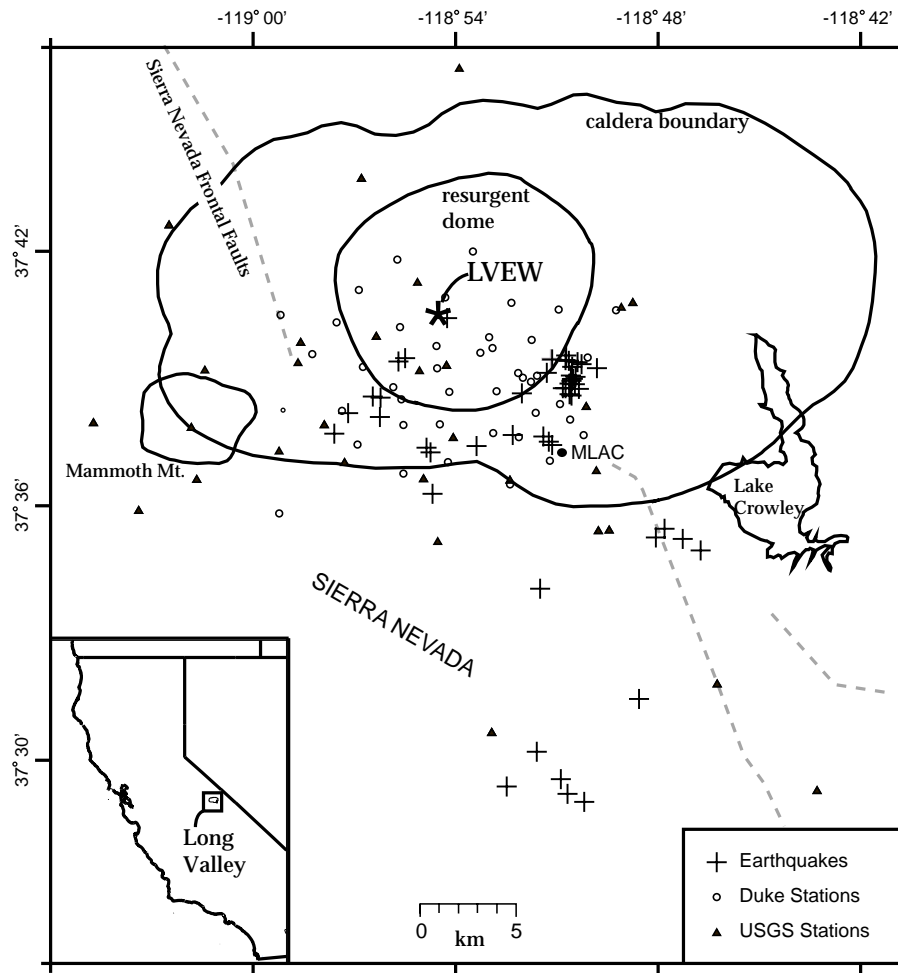 -119° 00'
-118° 54'
-118° 48'
-118° 42'
Sierra Nevada Frontal Faults
caldera boundary
resurgent
dome
37° 42'
LVEW
MLAC
Mammoth Mt.
Lake
Crowley
37° 36'
SIERRA NEVADA
37° 30'
Long
Valley
0 5
km
Earthquakes
Duke Stations
USGS Stations